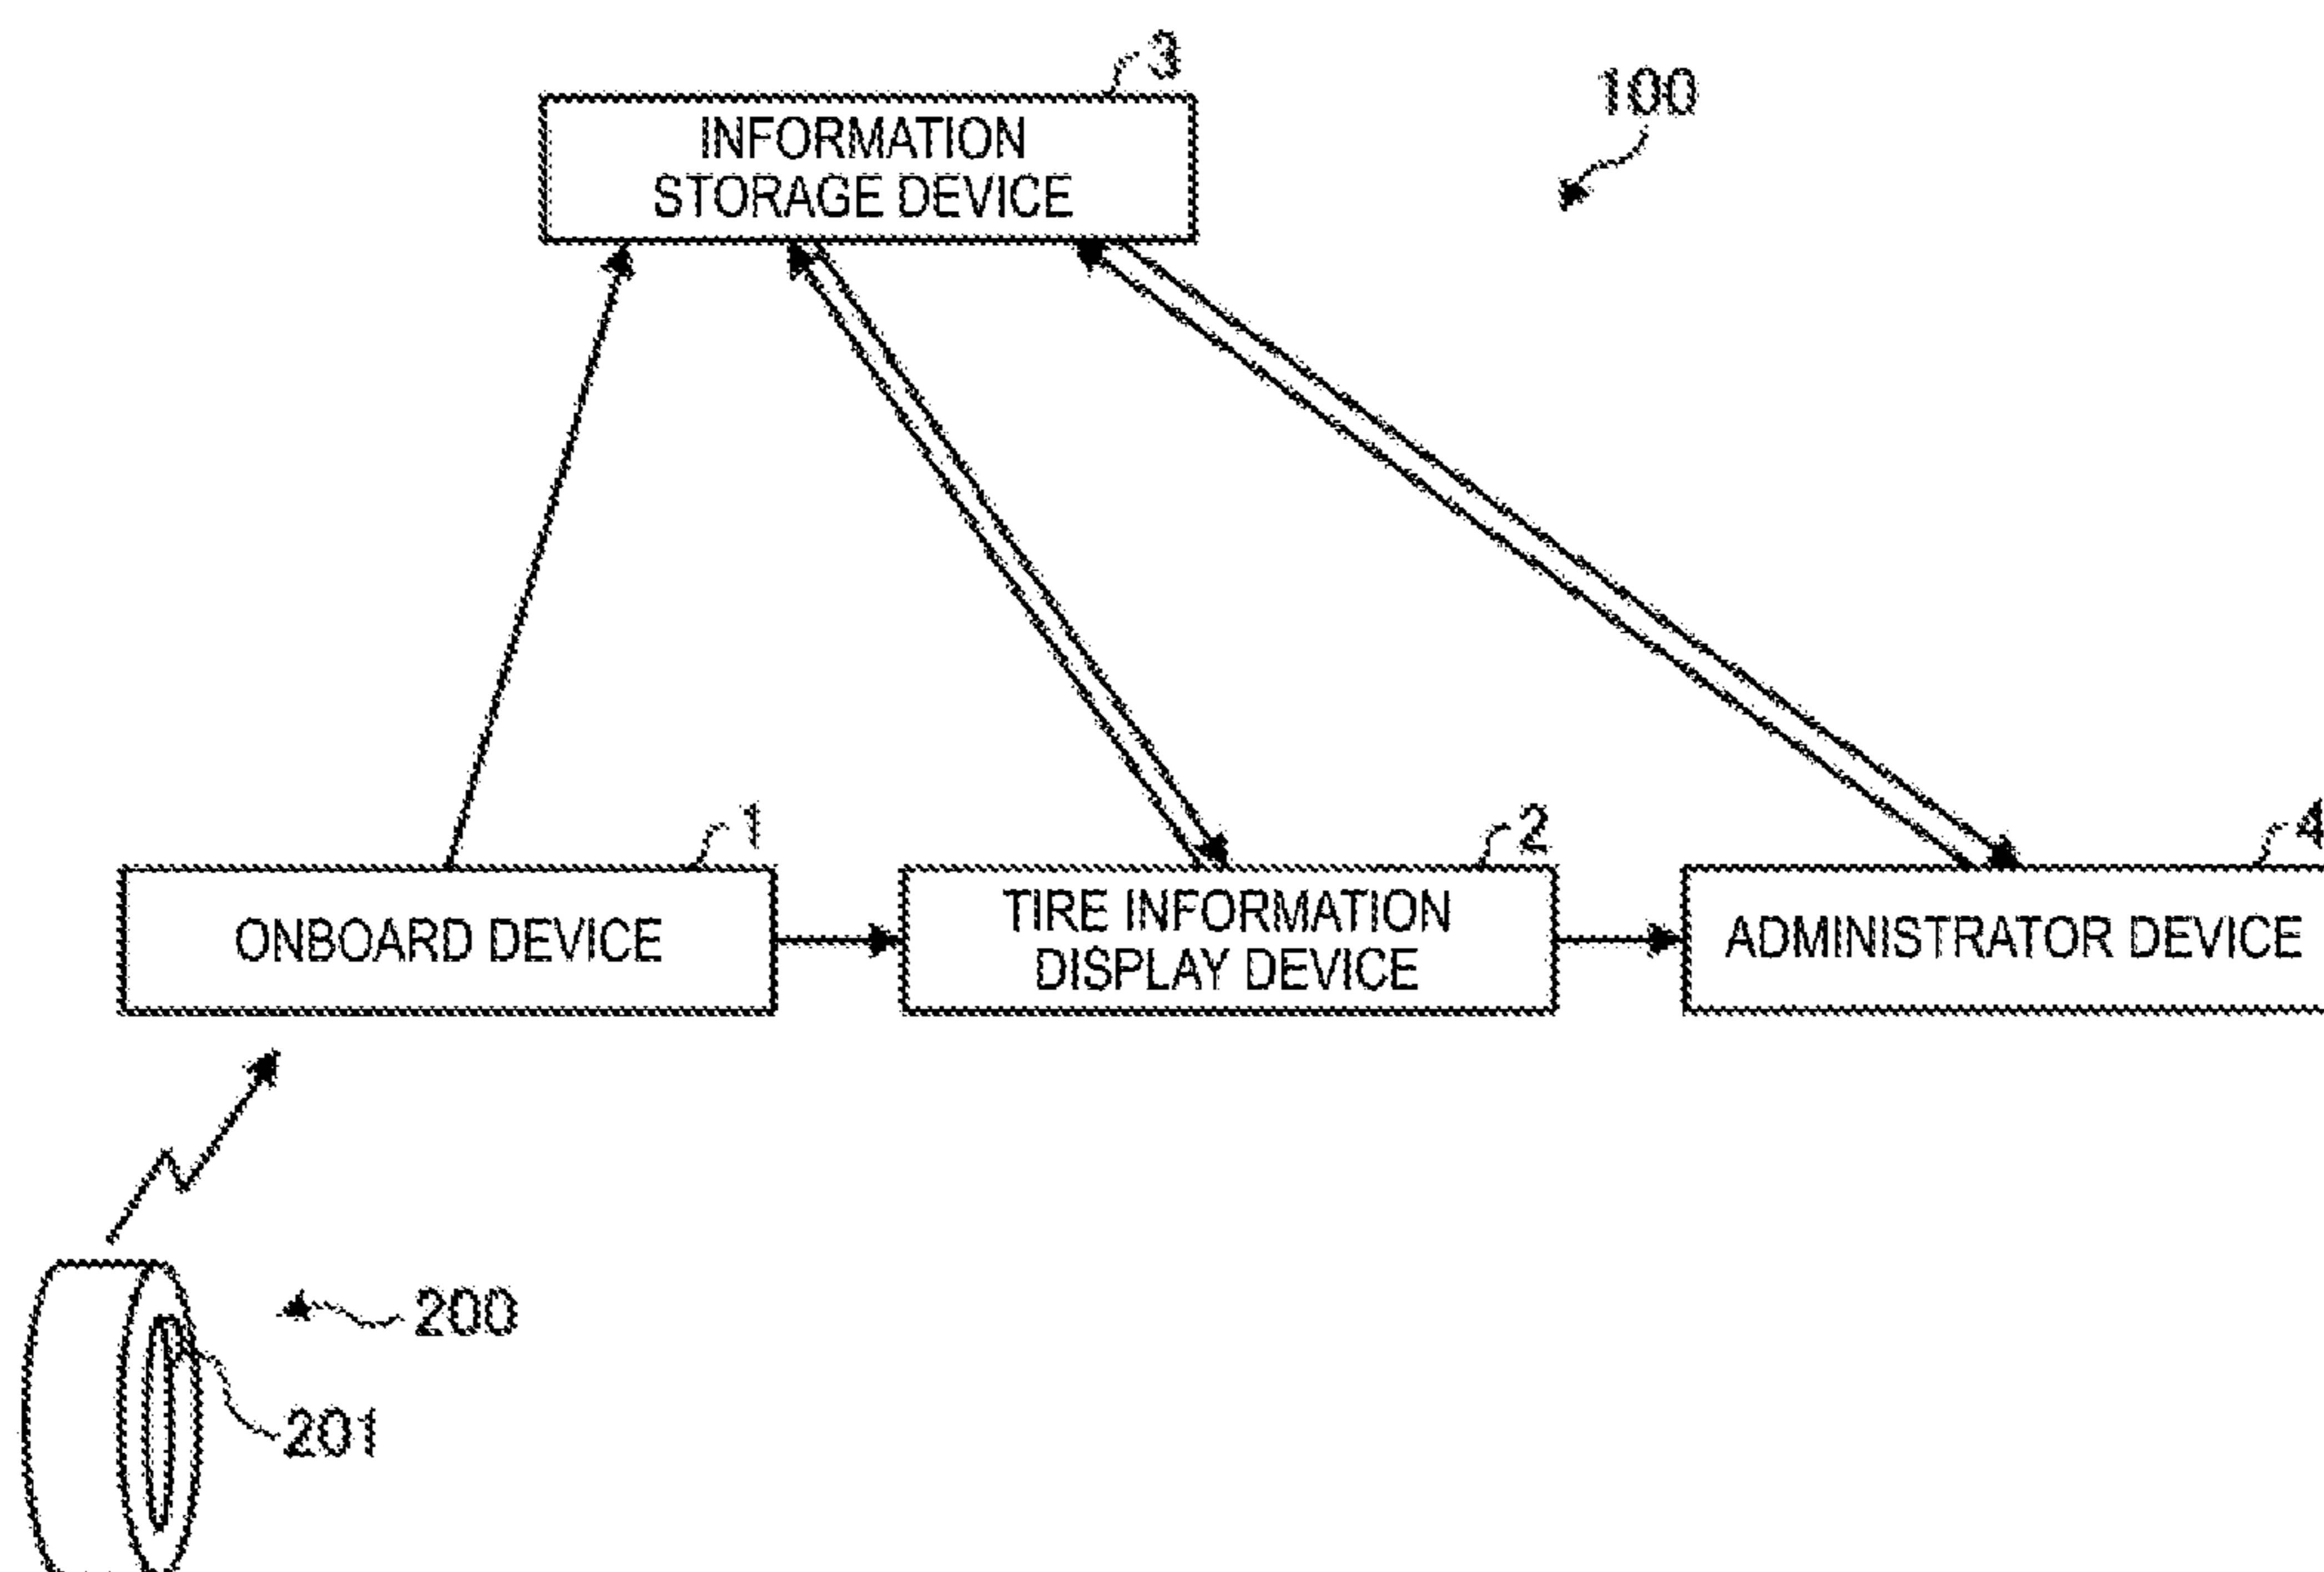 3
100
INFORMATION
STORAGE DEVICE
1
2
4
ONBOARD DEVICE
TIRE INFORMATION
DISPLAY DEVICE
ADMINISTRATOR DEVICE
200
201